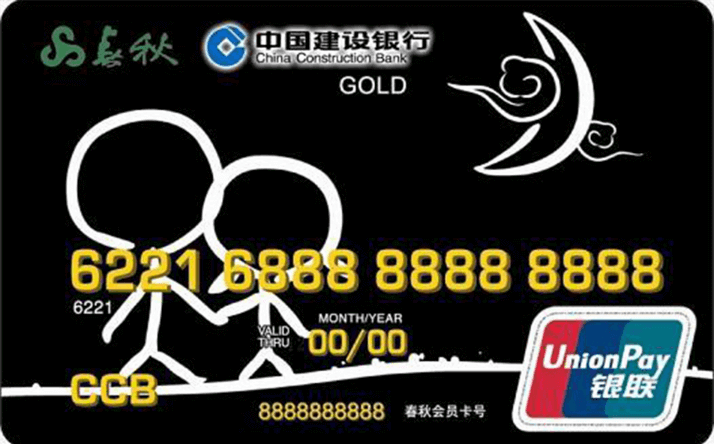 春秋 中国建设银行
China Construction Bank
GOLD
6221 6888 8888 8888
6221
MONTH/YEAR
VALID
THRU 00/00
UnionPay
银联
CCB
8888888888 春秋会员卡号